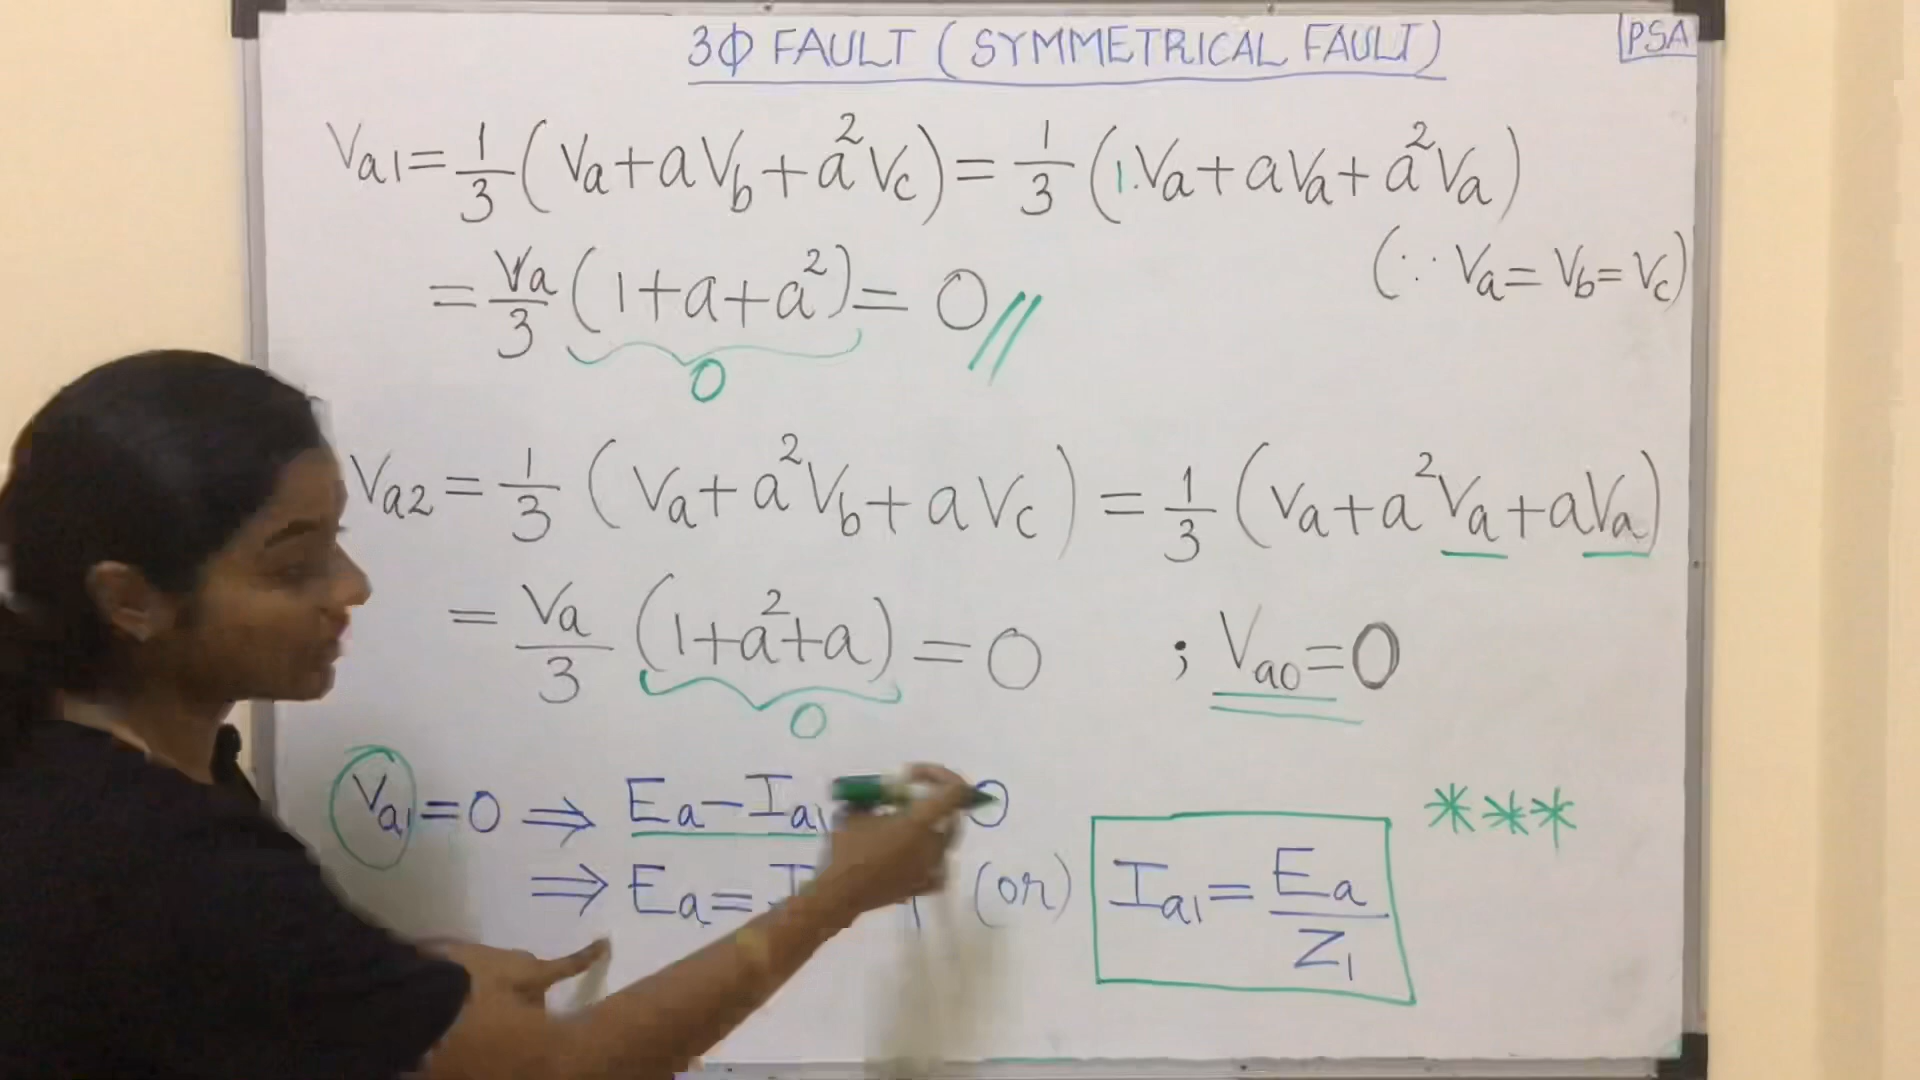 3Φ FAULT (SYMMETRICAL FAULT)
PSA
Va1 = 1/3 (Va + aVb + a²Vc) = 1/3 (1.Va + aVa + a²Va)
(∵ Va = Vb = Vc)
= Va/3 (1 + a + a²) = 0 //
0
Va2 = 1/3 (Va + a²Vb + aVc) = 1/3 (Va + a²Va + aVa)
= Va/3 (1 + a² + a) = 0 ; Va0 = 0
0
Va1 = 0 ⇒ Ea − Ia1 0
⇒ Ea = (or) Ia1 = Ea/Z1
***